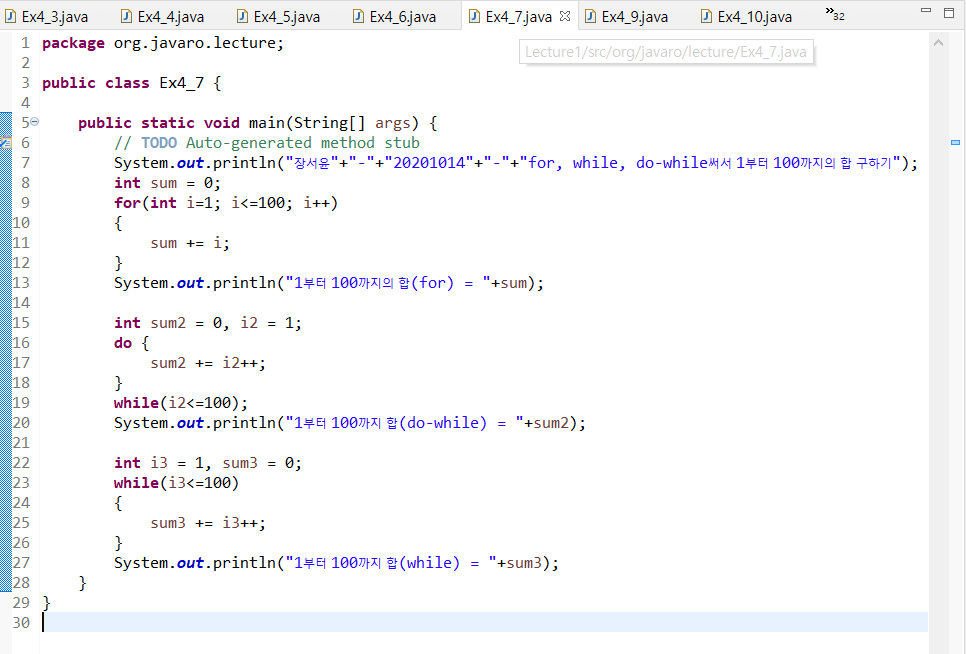 Ex4_3.java Ex4_4.java Ex4_5.java Ex4_6.java Ex4_7.java Ex4_9.java Ex4_10.java »32
Lecture1/src/org/javaro/lecture/Ex4_7.java
1 package org.javaro.lecture;
2
3 public class Ex4_7 {
4
5 public static void main(String[] args) {
6 // TODO Auto-generated method stub
7 System.out.println("장서윤"+"-"+"20201014"+"-"+"for, while, do-while써서 1부터 100까지의 합 구하기");
8 int sum = 0;
9 for(int i=1; i<=100; i++)
10 {
11 sum += i;
12 }
13 System.out.println("1부터 100까지의 합(for) = "+sum);
14
15 int sum2 = 0, i2 = 1;
16 do {
17 sum2 += i2++;
18 }
19 while(i2<=100);
20 System.out.println("1부터 100까지 합(do-while) = "+sum2);
21
22 int i3 = 1, sum3 = 0;
23 while(i3<=100)
24 {
25 sum3 += i3++;
26 }
27 System.out.println("1부터 100까지 합(while) = "+sum3);
28 }
29 }
30